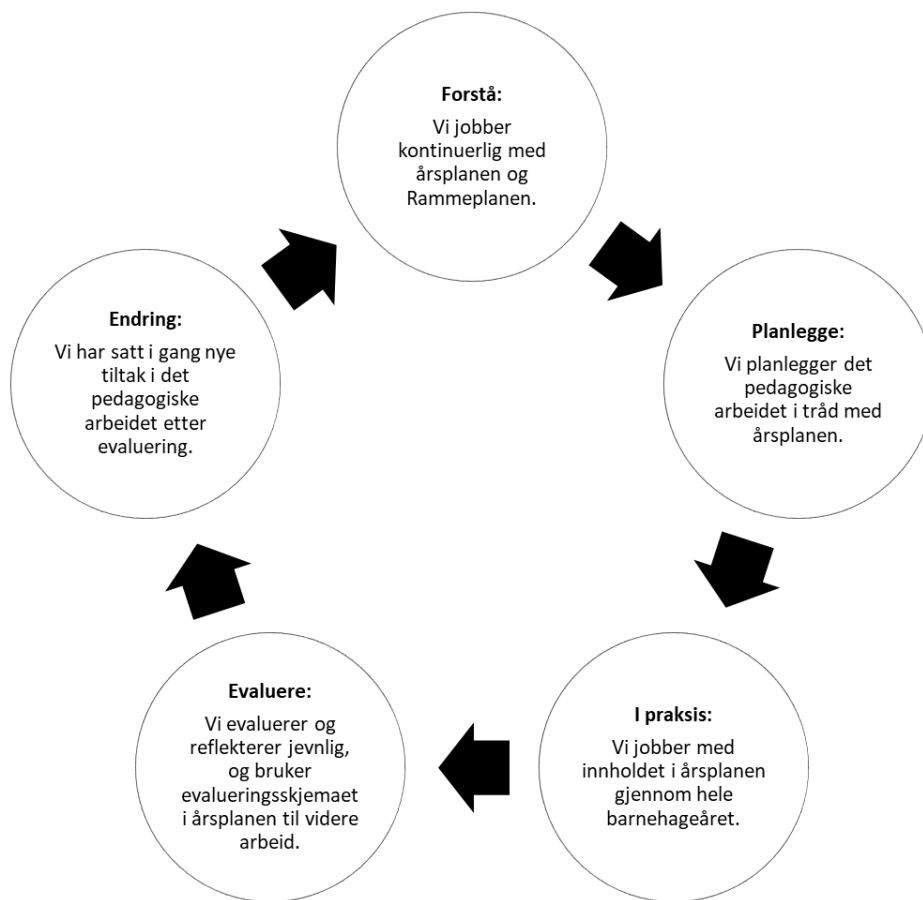 Forstå:
Vi jobber
kontinuerlig med
årsplanen og
Rammeplanen.
Planlegge:
Vi planlegger det
pedagogiske
arbeidet i tråd med
årsplanen.
I praksis:
Vi jobber med
innholdet i årsplanen
gjennom hele
barnehageåret.
Evaluere:
Vi evaluerer og
reflekterer jevnlig,
og bruker
evalueringsskjemaet
i årsplanen til videre
arbeid.
Endring:
Vi har satt i gang nye
tiltak i det
pedagogiske
arbeidet etter
evaluering.